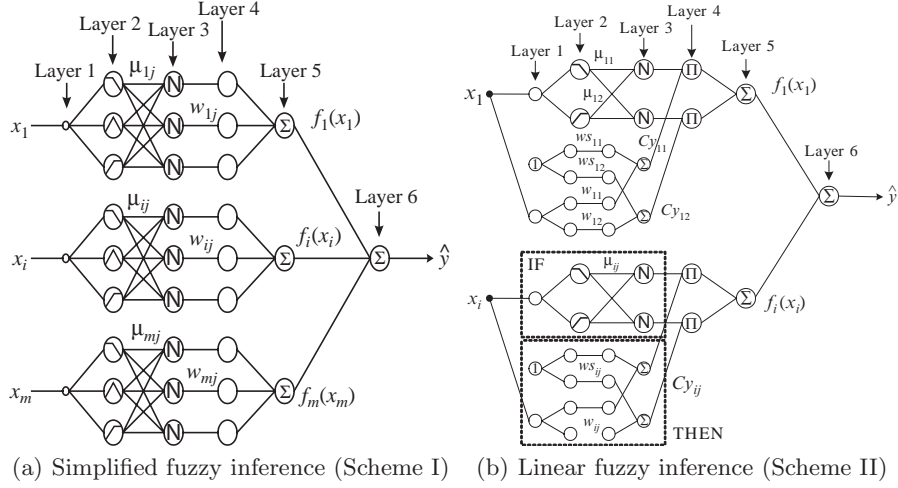 Layer 1
Layer 2
Layer 3
Layer 4
Layer 5
Layer 6
μ1j
N
N
N
w1j
x1
Σ
f1(x1)
μij
N
N
N
wij
xi
Σ
fi(xi)
Σ
ŷ
μmj
N
N
N
wmj
xm
Σ
fm(xm)
(a) Simplified fuzzy inference (Scheme I)
Layer 1
Layer 2
Layer 3
Layer 4
Layer 5
Layer 6
μ11
μ12
N
N
Π
Π
x1
Σ
f1(x1)
1
ws11
ws12
w11
w12
Cy11
Σ
Σ
Cy12
Σ
ŷ
IF
μij
N
N
Π
Π
xi
Σ
fi(xi)
1
wsij
wij
Σ
Σ
Cyij
THEN
(b) Linear fuzzy inference (Scheme II)